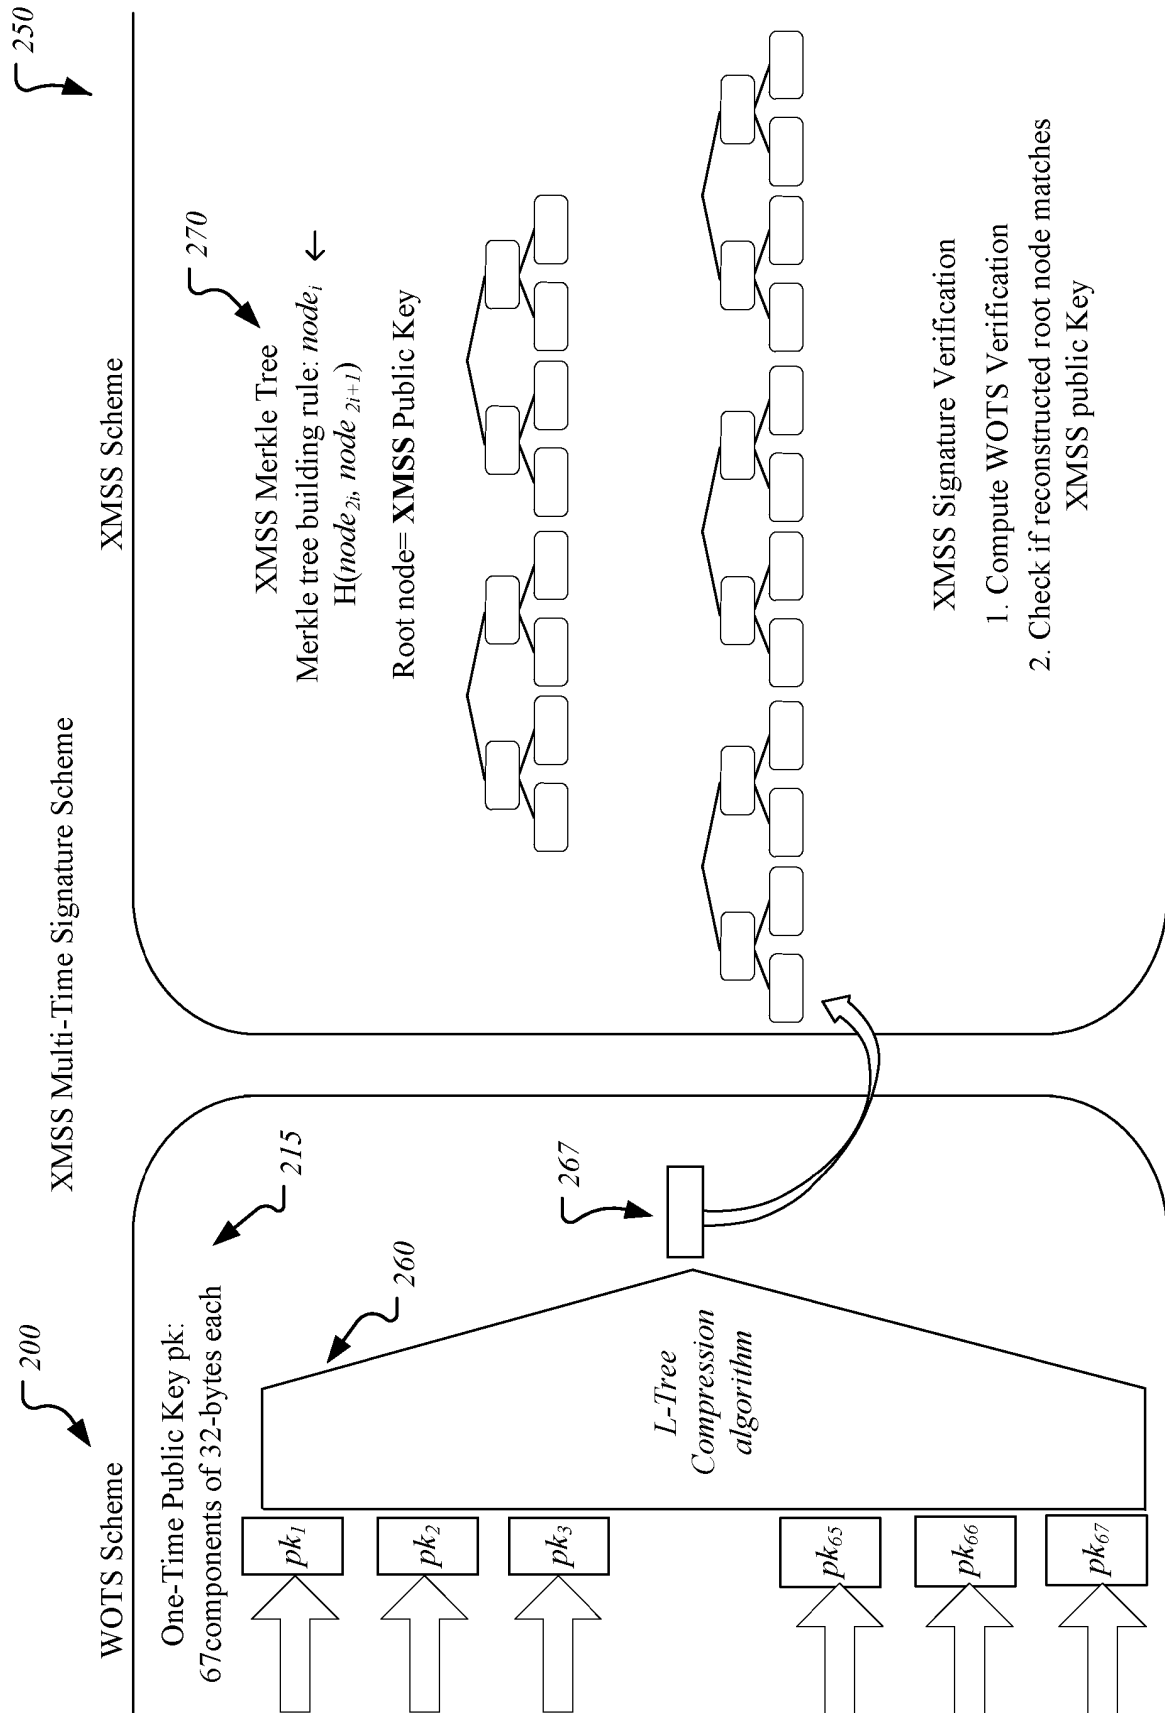 XMSS Multi-Time Signature Scheme
WOTS Scheme
200
One-Time Public Key pk:
67components of 32-bytes each
215
260
pk1
pk2
pk3
pk65
pk66
pk67
L-Tree
Compression
algorithm
267
XMSS Scheme
250
270
XMSS Merkle Tree
Merkle tree building rule: nodei ←
H(node2i, node 2i+1)
Root node= XMSS Public Key
XMSS Signature Verification
1. Compute WOTS Verification
2. Check if reconstructed root node matches
XMSS public Key